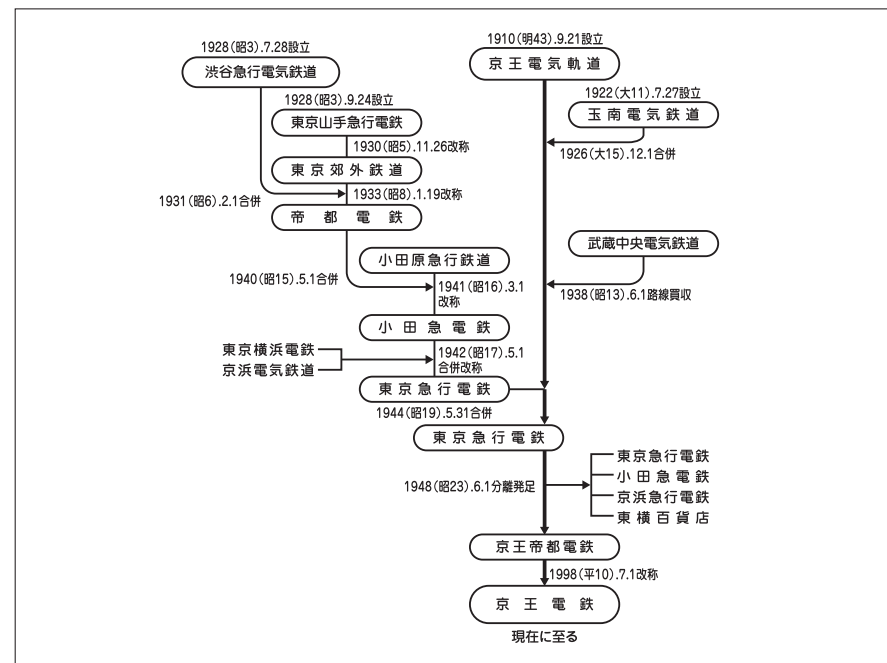 1928(昭3).7.28設立
渋谷急行電気鉄道
1928(昭3).9.24設立
東京山手急行電鉄
1930(昭5).11.26改称
東京郊外鉄道
1931(昭6).2.1合併
1933(昭8).1.19改称
帝都電鉄
1940(昭15).5.1合併
小田原急行鉄道
1941(昭16).3.1
改称
小田急電鉄
東京横浜電鉄
京浜電気鉄道
1942(昭17).5.1
合併改称
東京急行電鉄
1944(昭19).5.31合併
1910(明43).9.21設立
京王電気軌道
1922(大11).7.27設立
玉南電気鉄道
1926(大15).12.1合併
武蔵中央電気鉄道
1938(昭13).6.1路線買収
東京急行電鉄
1948(昭23).6.1分離発足
東京急行電鉄
小田急電鉄
京浜急行電鉄
東横百貨店
京王帝都電鉄
1998(平10).7.1改称
京王電鉄
現在に至る